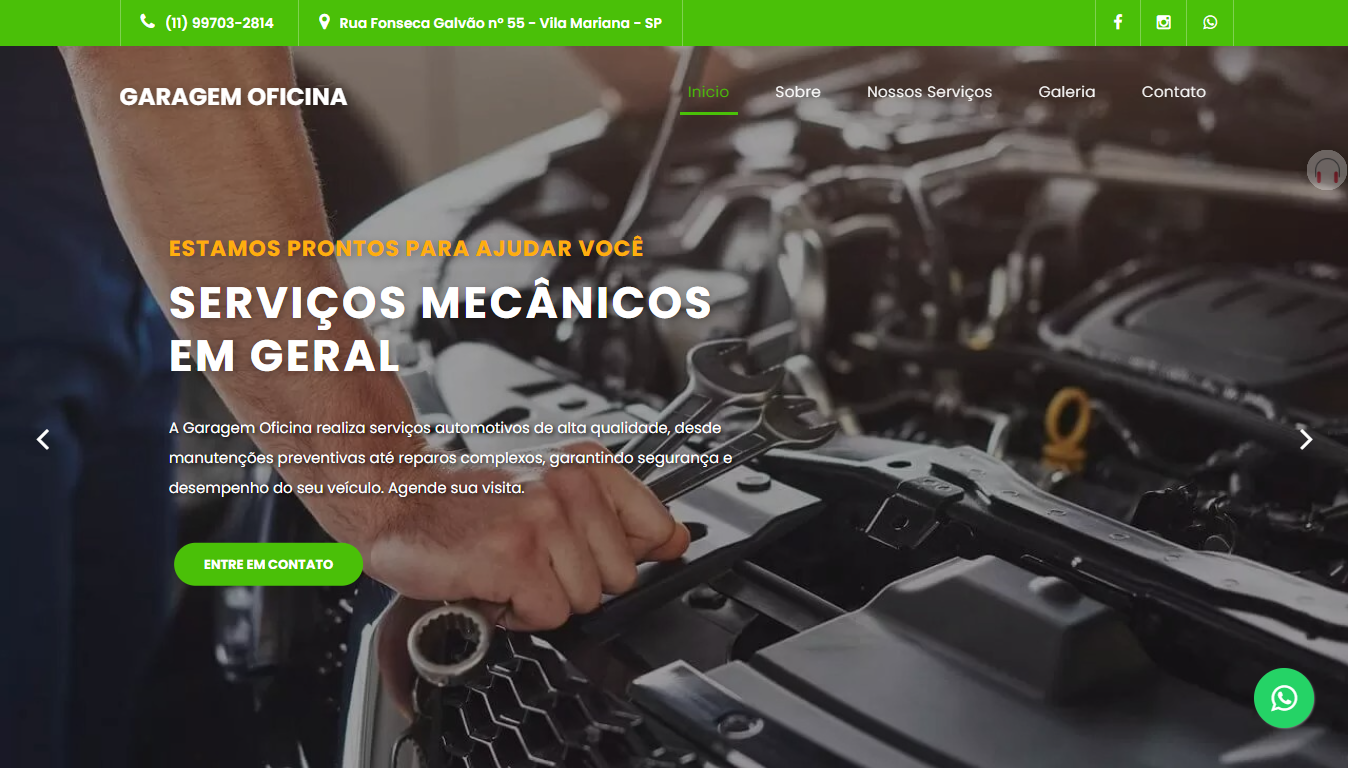 (11) 99703-2814
Rua Fonseca Galvão nº 55 - Vila Mariana - SP
GARAGEM OFICINA
Inicio
Sobre
Nossos Serviços
Galeria
Contato
ESTAMOS PRONTOS PARA AJUDAR VOCÊ
SERVIÇOS MECÂNICOS
EM GERAL
A Garagem Oficina realiza serviços automotivos de alta qualidade, desde
manutenções preventivas até reparos complexos, garantindo segurança e
desempenho do seu veículo. Agende sua visita.
ENTRE EM CONTATO